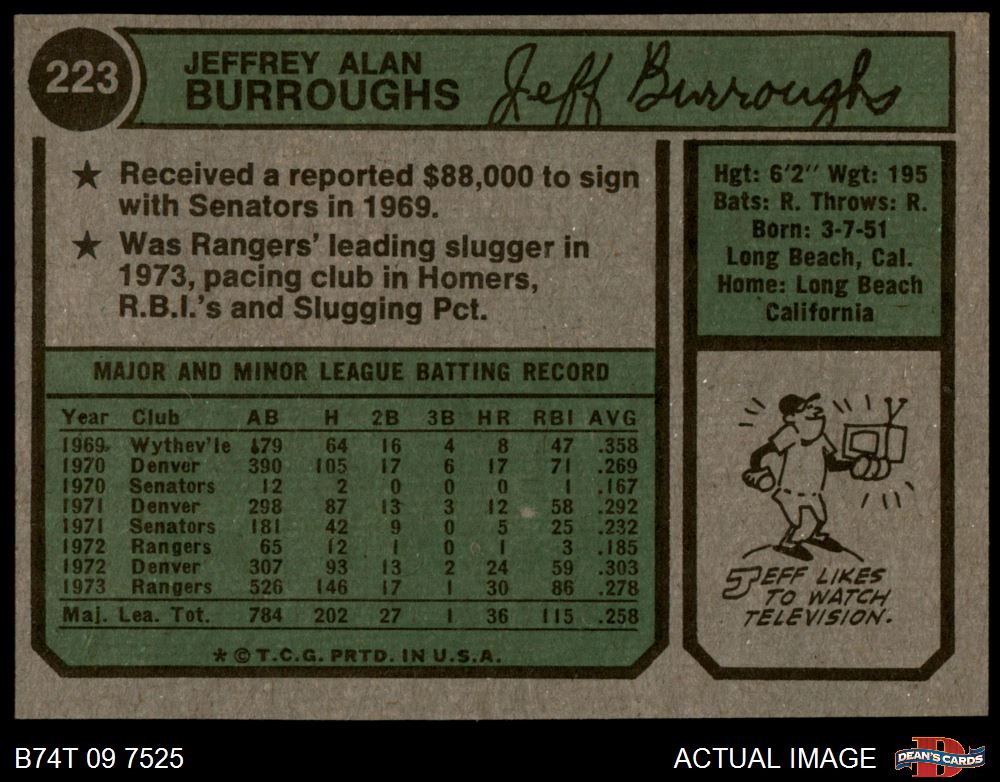 223
JEFFREY ALAN
BURROUGHS
Jeff Burroughs
★ Received a reported $88,000 to sign
with Senators in 1969.
★ Was Rangers' leading slugger in
1973, pacing club in Homers,
R.B.I.'s and Slugging Pct.
Hgt: 6'2" Wgt: 195
Bats: R. Throws: R.
Born: 3-7-51
Long Beach, Cal.
Home: Long Beach
California
MAJOR AND MINOR LEAGUE BATTING RECORD
Year Club AB H 2B 3B HR RBI AVG
1969 Wythev'le 179 64 16 4 8 47 .358
1970 Denver 390 105 17 6 17 71 .269
1970 Senators 12 2 0 0 0 1 .167
1971 Denver 298 87 13 3 12 58 .292
1971 Senators 181 42 9 0 5 25 .232
1972 Rangers 65 12 1 0 1 3 .185
1972 Denver 307 93 13 2 24 59 .303
1973 Rangers 526 146 17 1 30 86 .278
Maj. Lea. Tot. 784 202 27 1 36 115 .258
* © T.C.G. PRTD. IN U.S.A.
JEFF LIKES
TO WATCH
TELEVISION.
B74T 09 7525
ACTUAL IMAGE
D
DEAN'S CARDS